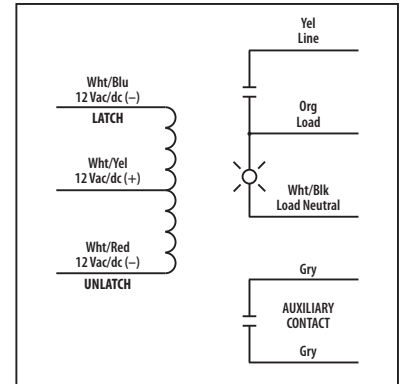 Wht/Blu
12 Vac/dc (–)
LATCH
Wht/Yel
12 Vac/dc (+)
Wht/Red
12 Vac/dc (–)
UNLATCH
Yel
Line
Org
Load
Wht/Blk
Load Neutral
Gry
AUXILIARY
CONTACT
Gry